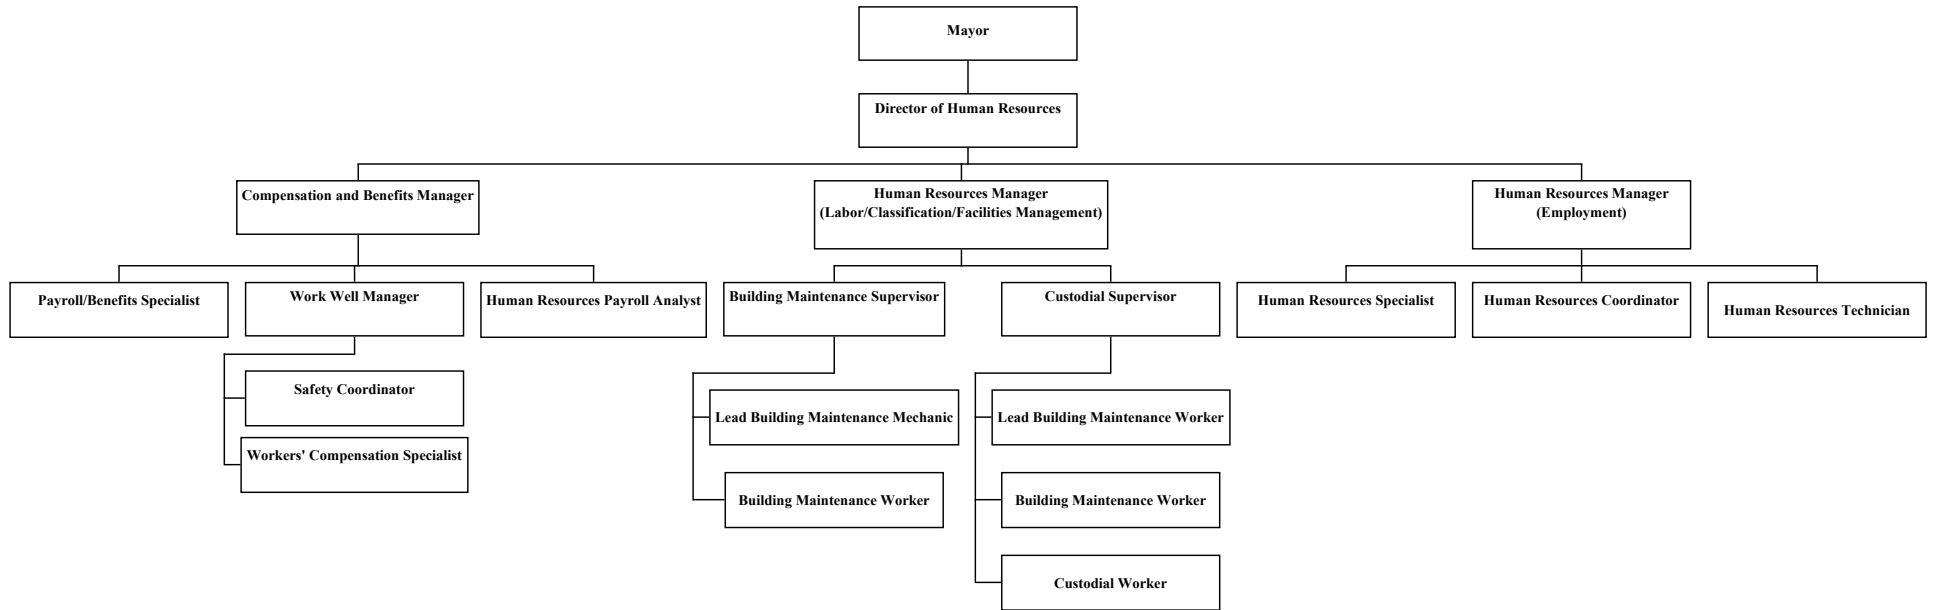 Mayor
Director of Human Resources
Compensation and Benefits Manager
Human Resources Manager
(Labor/Classification/Facilities Management)
Human Resources Manager
(Employment)
Payroll/Benefits Specialist
Work Well Manager
Human Resources Payroll Analyst
Building Maintenance Supervisor
Custodial Supervisor
Human Resources Specialist
Human Resources Coordinator
Human Resources Technician
Safety Coordinator
Workers' Compensation Specialist
Lead Building Maintenance Mechanic
Building Maintenance Worker
Lead Building Maintenance Worker
Building Maintenance Worker
Custodial Worker